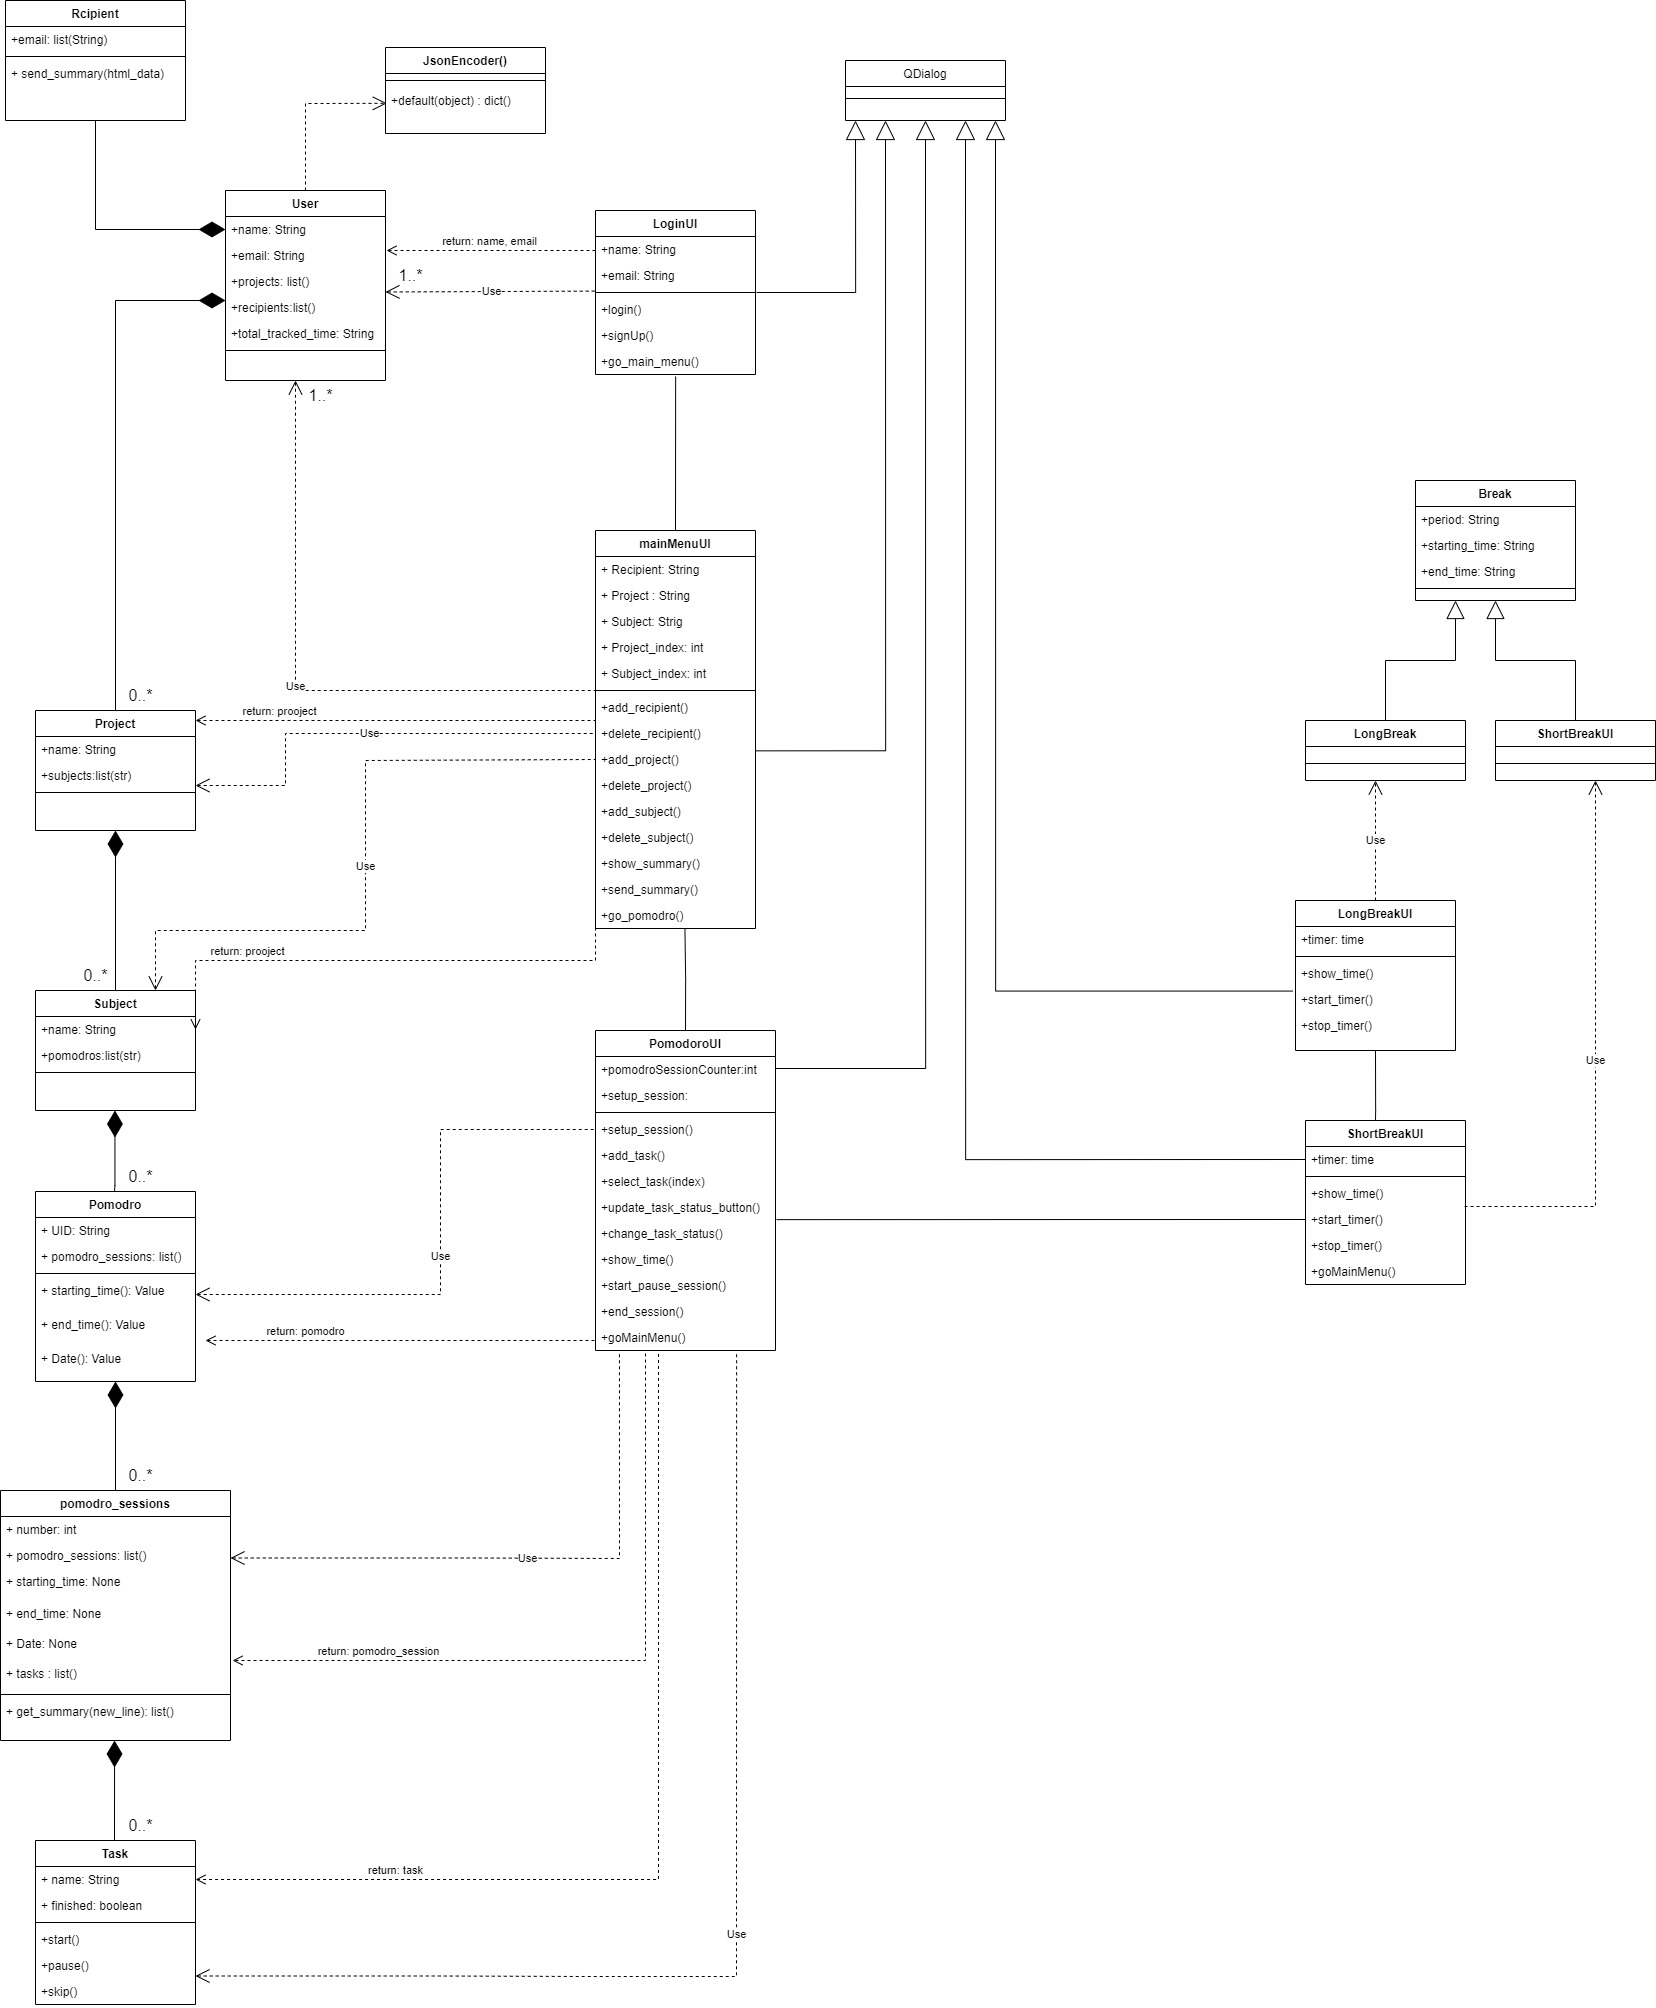 Rcipient
+email: list(String)
+ send_summary(html_data)
JsonEncoder()
+default(object) : dict()
QDialog
User
+name: String
+email: String
+projects: list()
+recipients:list()
+total_tracked_time: String
return: name, email
1..*
Use
1..*
LoginUI
+name: String
+email: String
+login()
+signUp()
+go_main_menu()
Break
+period: String
+starting_time: String
+end_time: String
mainMenuUI
+ Recipient: String
+ Project : String
+ Subject: Strig
+ Project_index: int
+ Subject_index: int
+add_recipient()
+delete_recipient()
+add_project()
+delete_project()
+add_subject()
+delete_subject()
+show_summary()
+send_summary()
+go_pomodro()
Use
0..*
return: prooject
Use
Project
+name: String
+subjects:list(str)
LongBreak
ShortBreakUI
Use
Use
return: prooject
0..*
Subject
+name: String
+pomodros:list(str)
LongBreakUI
+timer: time
+show_time()
+start_timer()
+stop_timer()
Use
PomodoroUI
+pomodroSessionCounter:int
+setup_session:
+setup_session()
+add_task()
+select_task(index)
+update_task_status_button()
+change_task_status()
+show_time()
+start_pause_session()
+end_session()
+goMainMenu()
ShortBreakUI
+timer: time
+show_time()
+start_timer()
+stop_timer()
+goMainMenu()
0..*
Pomodro
+ UID: String
+ pomodro_sessions: list()
+ starting_time(): Value
+ end_time(): Value
+ Date(): Value
Use
return: pomodro
0..*
pomodro_sessions
+ number: int
+ pomodro_sessions: list()
+ starting_time: None
+ end_time: None
+ Date: None
+ tasks : list()
+ get_summary(new_line): list()
Use
return: pomodro_session
0..*
Task
+ name: String
+ finished: boolean
+start()
+pause()
+skip()
return: task
Use